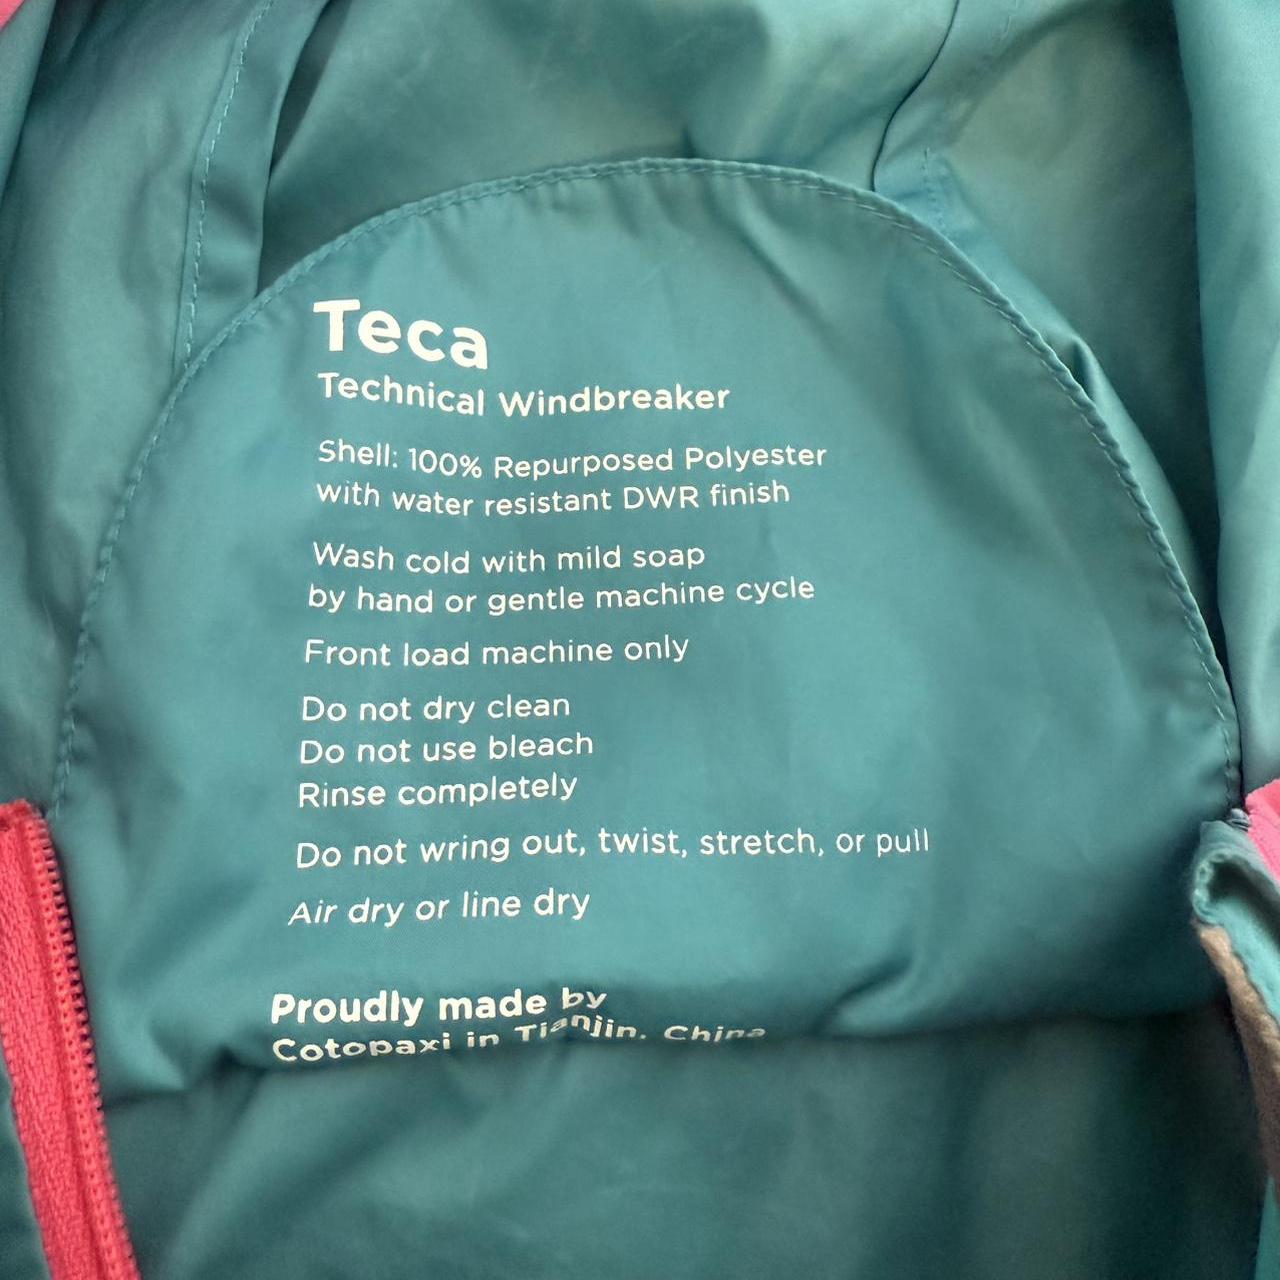 Teca
Technical Windbreaker
Shell: 100% Repurposed Polyester
with water resistant DWR finish
Wash cold with mild soap
by hand or gentle machine cycle
Front load machine only
Do not dry clean
Do not use bleach
Rinse completely
Do not wring out, twist, stretch, or pull
Air dry or line dry
Proudly made by
Cotopaxi in Tianjin, China